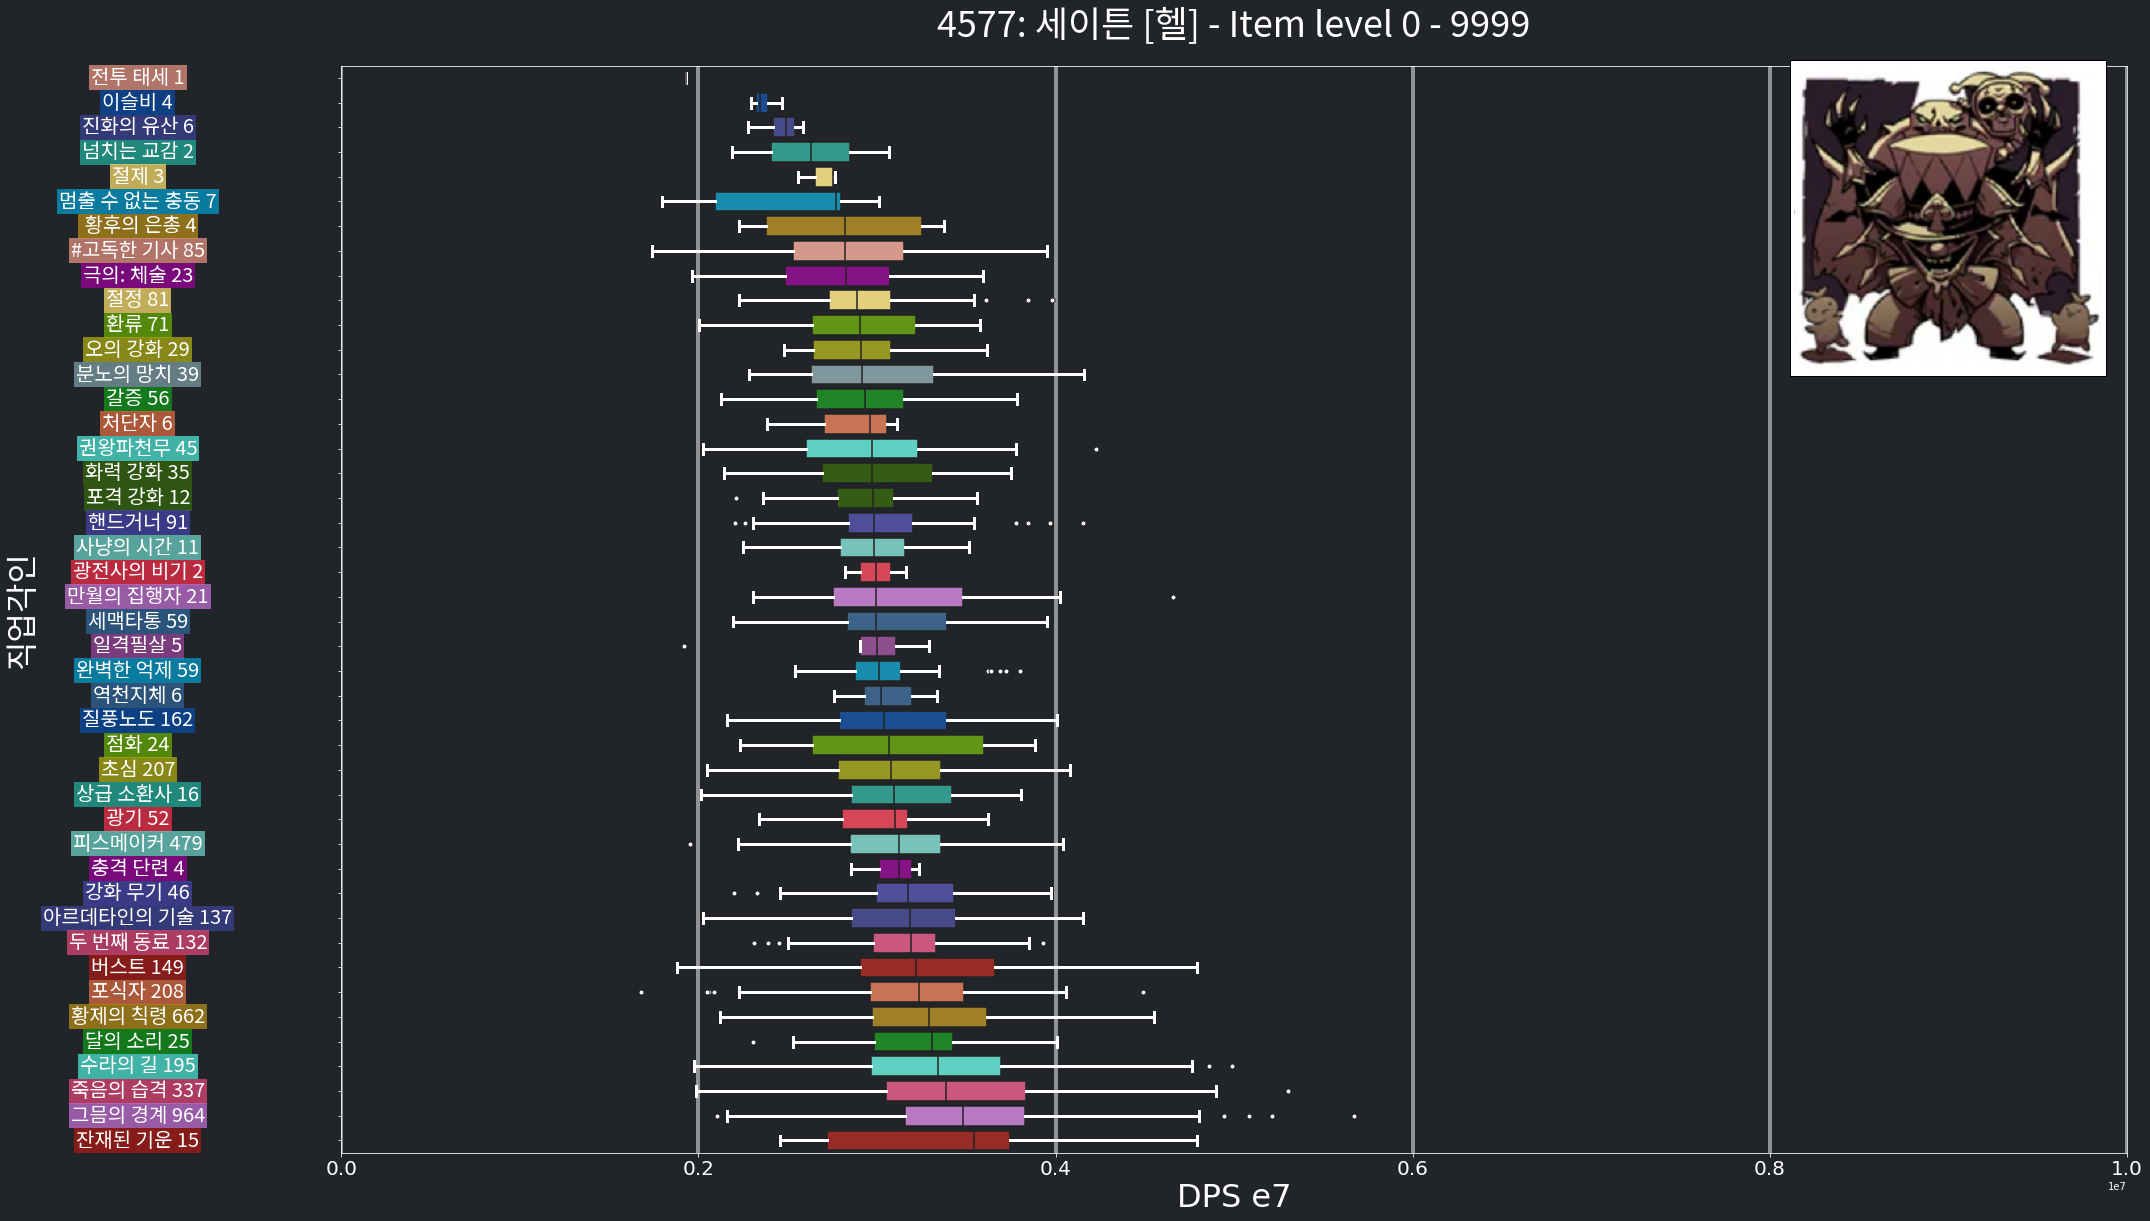 4577: 세이튼 [헬] - Item level 0 - 9999
직업각인
전투 태세 1
이슬비 4
진화의 유산 6
넘치는 교감 2
절제 3
멈출 수 없는 충동 7
황후의 은총 4
#고독한 기사 85
극의: 체술 23
절정 81
환류 71
오의 강화 29
분노의 망치 39
갈증 56
처단자 6
권왕파천무 45
화력 강화 35
포격 강화 12
핸드거너 91
사냥의 시간 11
광전사의 비기 2
만월의 집행자 21
세맥타통 59
일격필살 5
완벽한 억제 59
역천지체 6
질풍노도 162
점화 24
초심 207
상급 소환사 16
광기 52
피스메이커 479
충격 단련 4
강화 무기 46
아르데타인의 기술 137
두 번째 동료 132
버스트 149
포식자 208
황제의 칙령 662
달의 소리 25
수라의 길 195
죽음의 습격 337
그믐의 경계 964
잔재된 기운 15
0.0 0.2 0.4 0.6 0.8 1.0
1e7
DPS e7